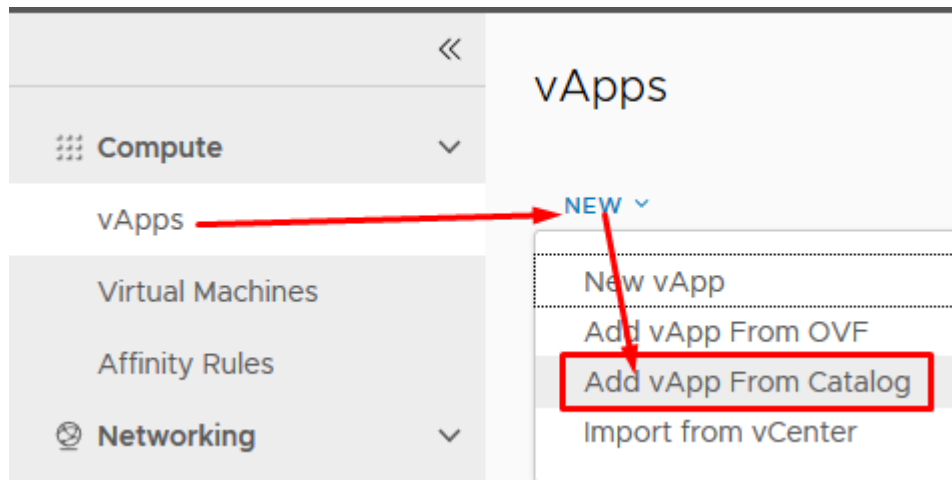 vApps
Compute
vApps
NEW
Virtual Machines
Affinity Rules
Networking
New vApp
Add vApp From OVF
Add vApp From Catalog
Import from vCenter